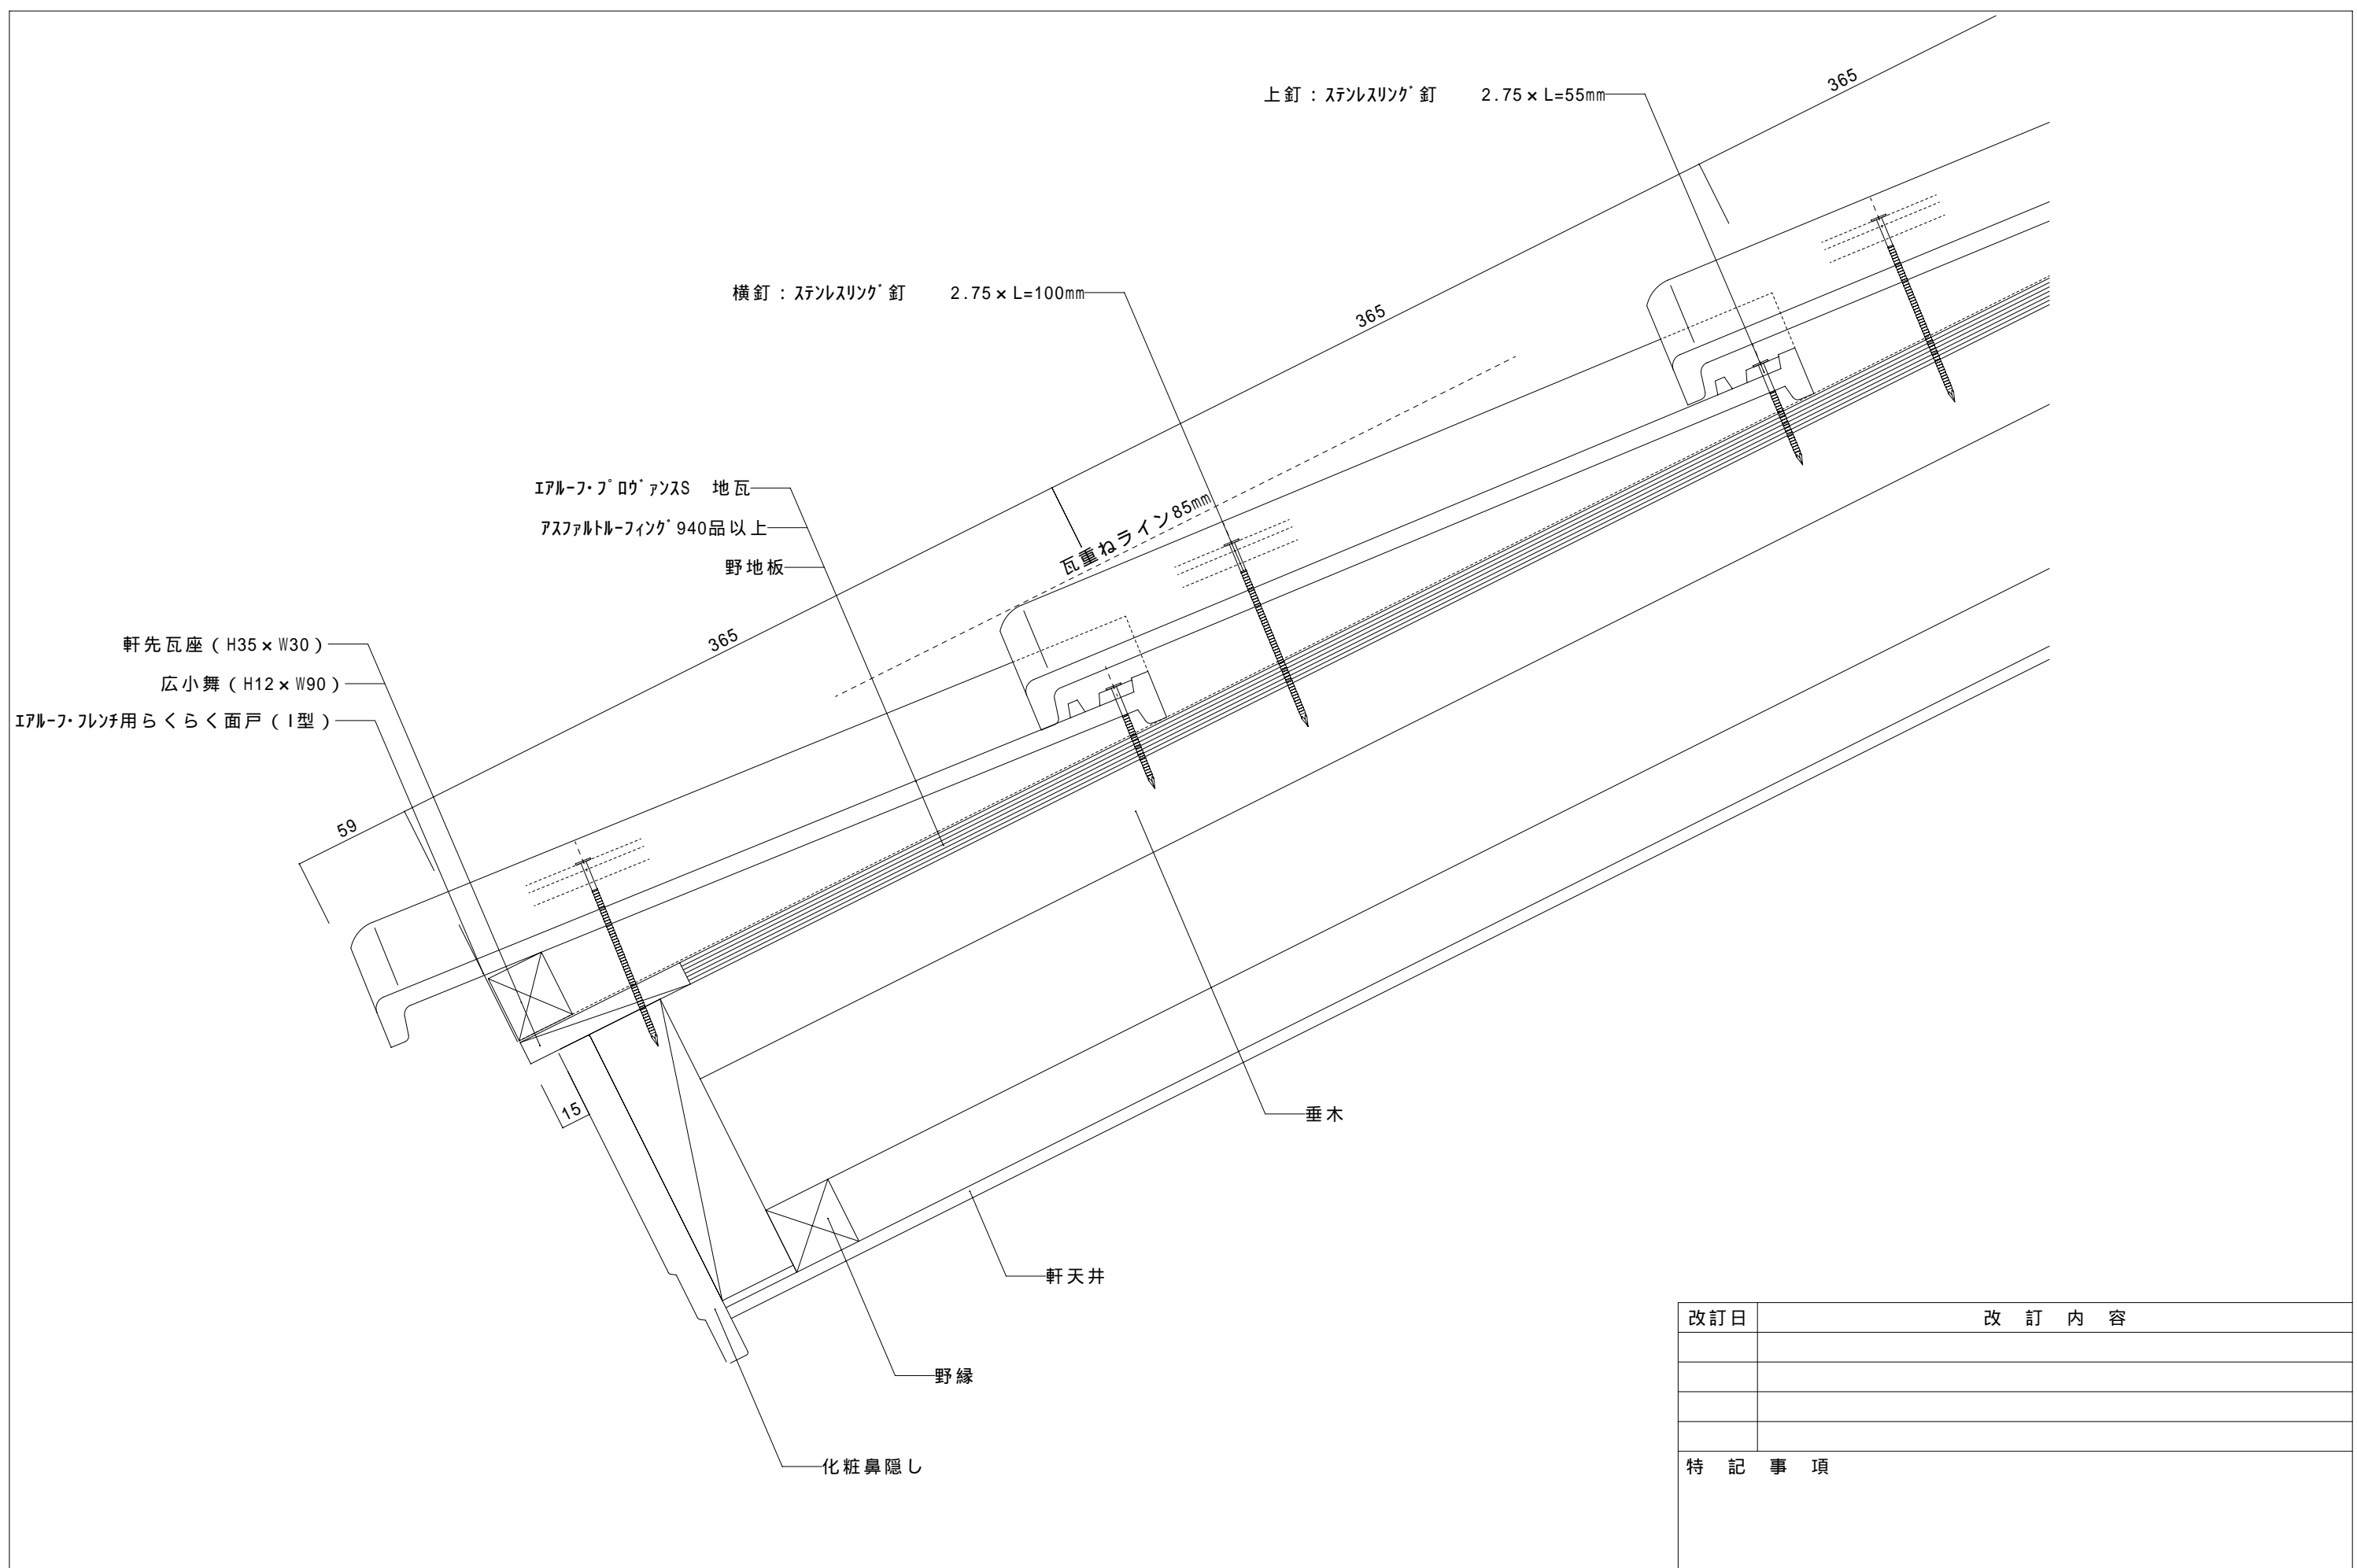 365
上釘：ｽﾃﾝﾚｽﾘﾝｸﾞ釘　2.75×L=55mm
横釘：ｽﾃﾝﾚｽﾘﾝｸﾞ釘　2.75×L=100mm
365
ｴｱﾙｰﾌ･ﾌﾟﾛｳﾞｧﾝｽS　地瓦
瓦重ねライン85mm
ｱｽﾌｧﾙﾄﾙｰﾌｨﾝｸﾞ940品以上
野地板
365
軒先瓦座（H35×W30）
広小舞（H12×W90）
ｴｱﾙｰﾌ･ﾌﾚﾝﾁ用らくらく面戸（I型）
59
15
垂木
軒天井
野縁
化粧鼻隠し
改訂日　改　訂　内　容
特　記　事　項